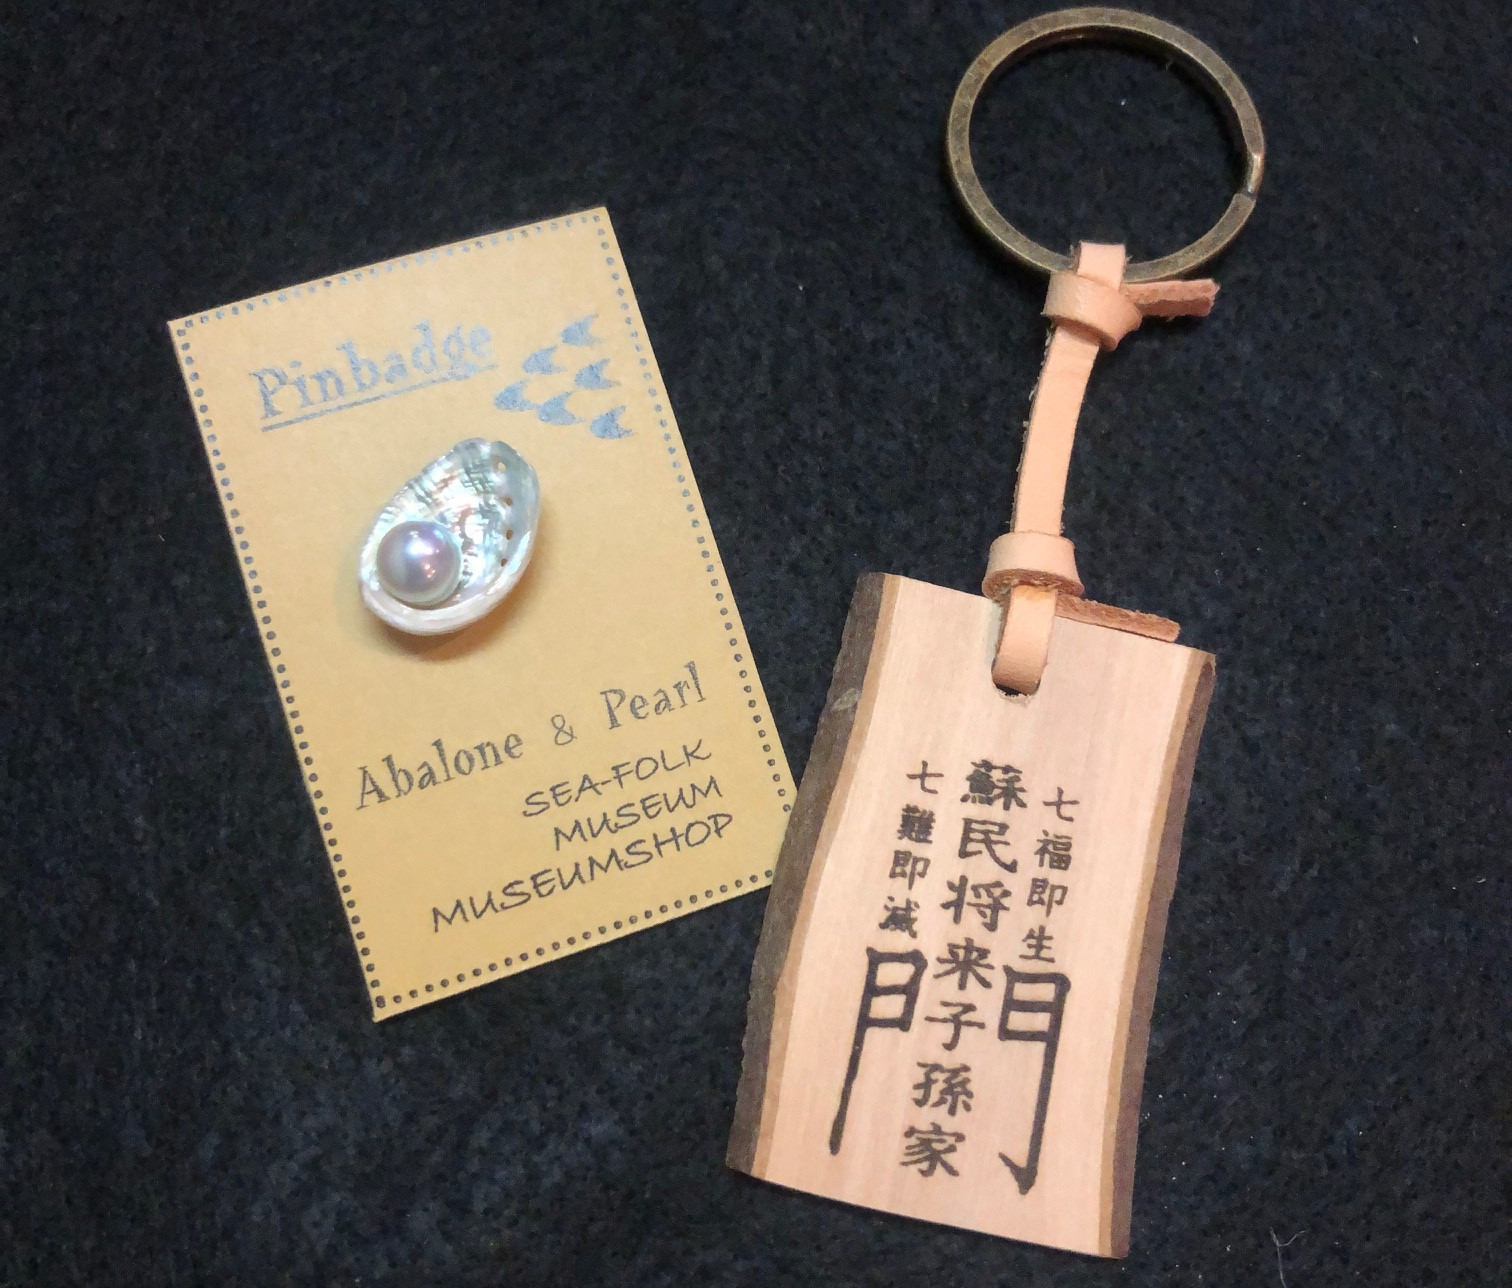 Pinbadge
Abalone & Pearl
SEA-FOLK
MUSEUM
MUSEUMSHOP
七福即生
蘇民将来子孫家
七難即滅
門